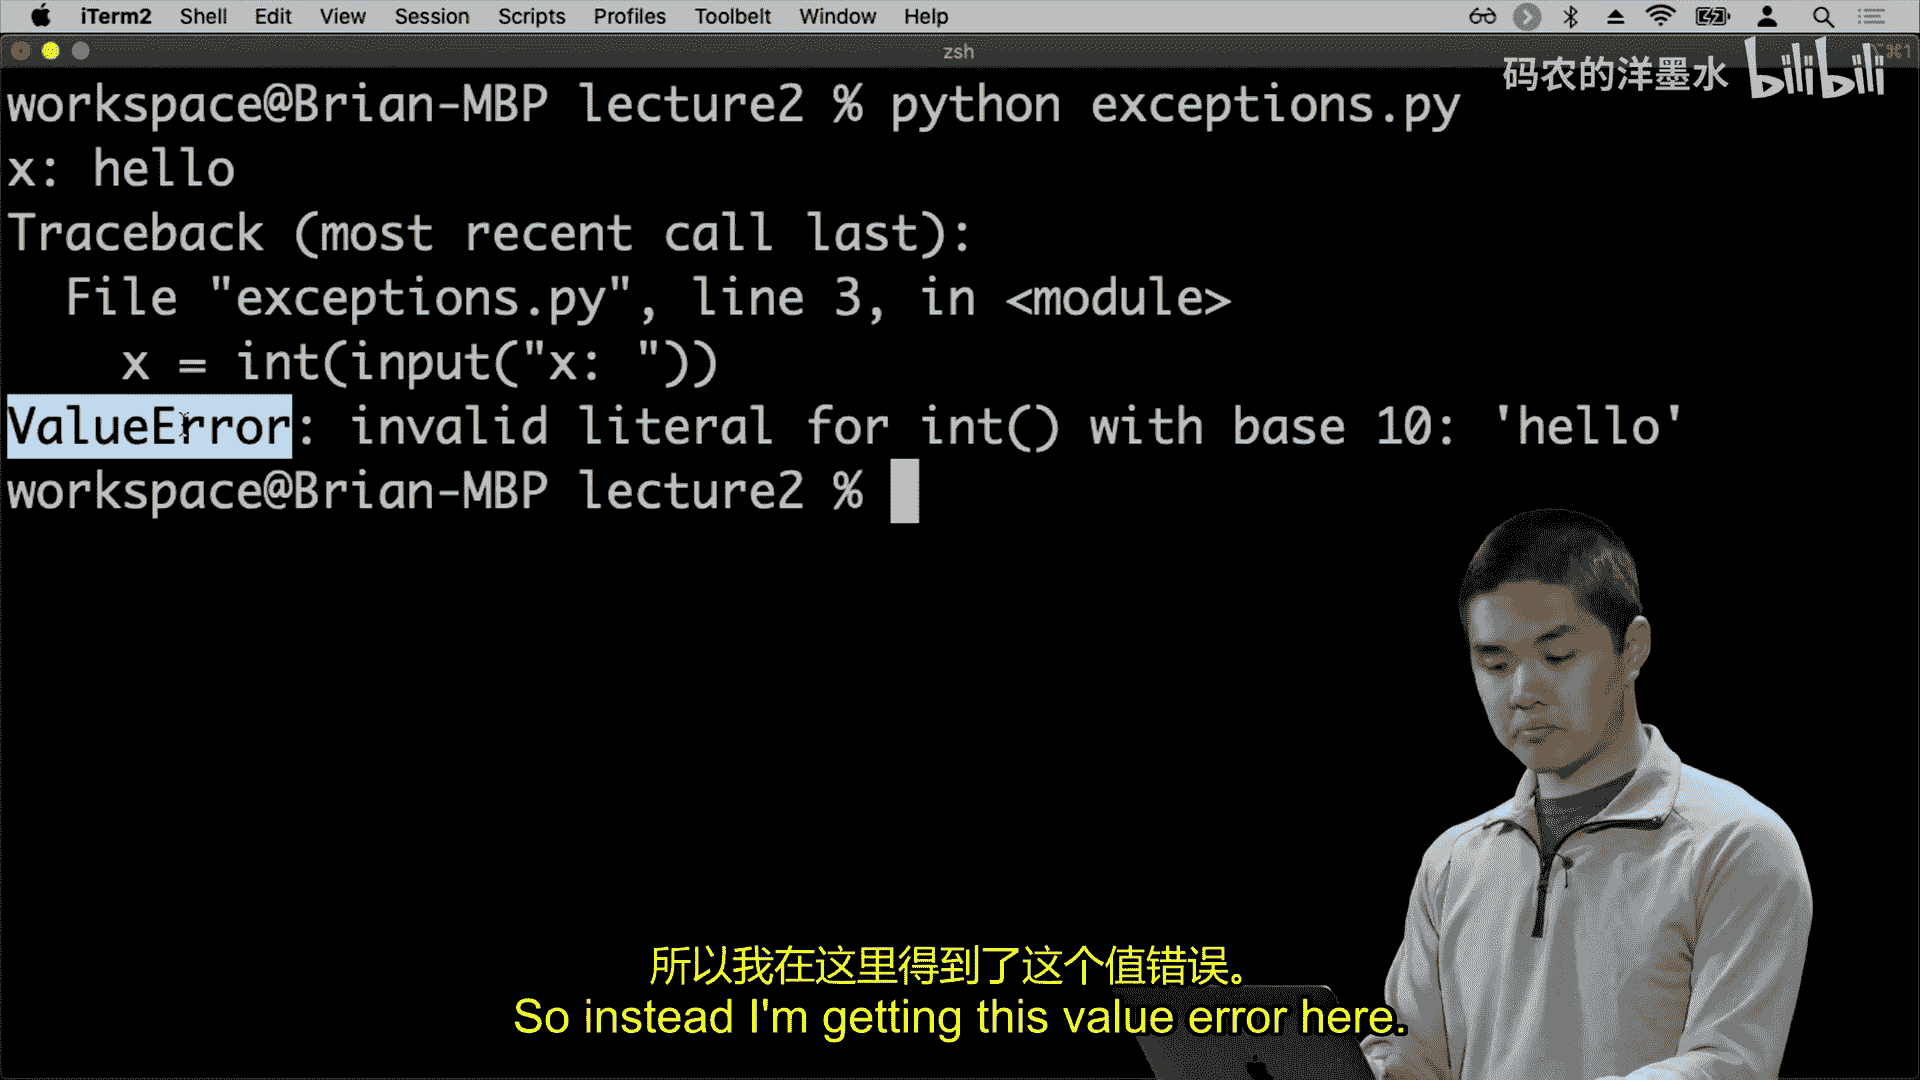 iTerm2 Shell Edit View Session Scripts Profiles Toolbelt Window Help
zsh
⌘1
码农的洋墨水 bilibili
workspace@Brian-MBP lecture2 % python exceptions.py
x: hello
Traceback (most recent call last):
  File "exceptions.py", line 3, in <module>
    x = int(input("x: "))
ValueError: invalid literal for int() with base 10: 'hello'
workspace@Brian-MBP lecture2 %
所以我在这里得到了这个值错误。
So instead I'm getting this value error here.